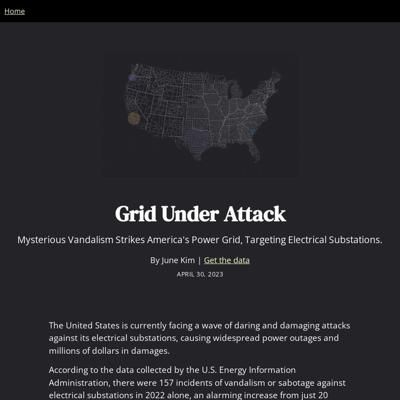 Home
Grid Under Attack
Mysterious Vandalism Strikes America's Power Grid, Targeting Electrical Substations.
By June Kim | Get the data
APRIL 30, 2023
The United States is currently facing a wave of daring and damaging attacks
against its electrical substations, causing widespread power outages and
millions of dollars in damages.
According to the data collected by the U.S. Energy Information
Administration, there were 157 incidents of vandalism or sabotage against
electrical substations in 2022 alone, an alarming increase from just 20